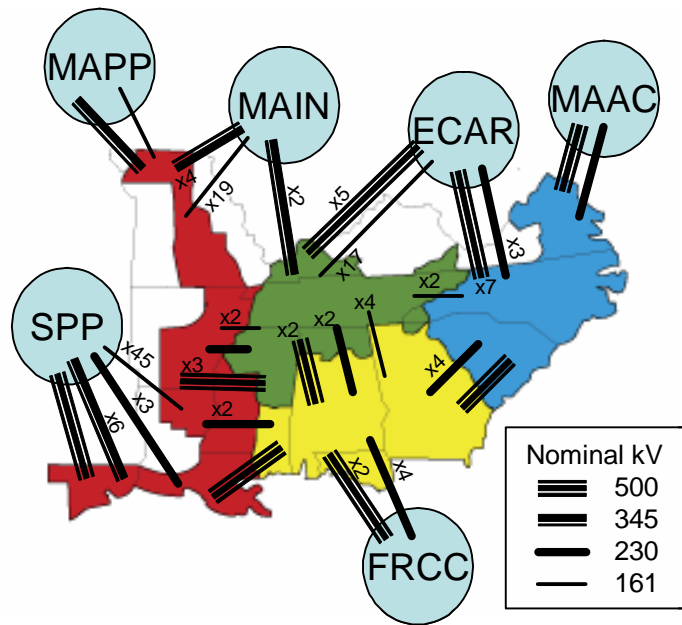 MAPP
MAIN
ECAR
MAAC
x4
x19
x2
x5
x17
x3
x7
x2
SPP
x45
x3
x6
x2
x3
x2
x2
x2
x4
x4
x2
x4
FRCC
Nominal kV
500
345
230
161